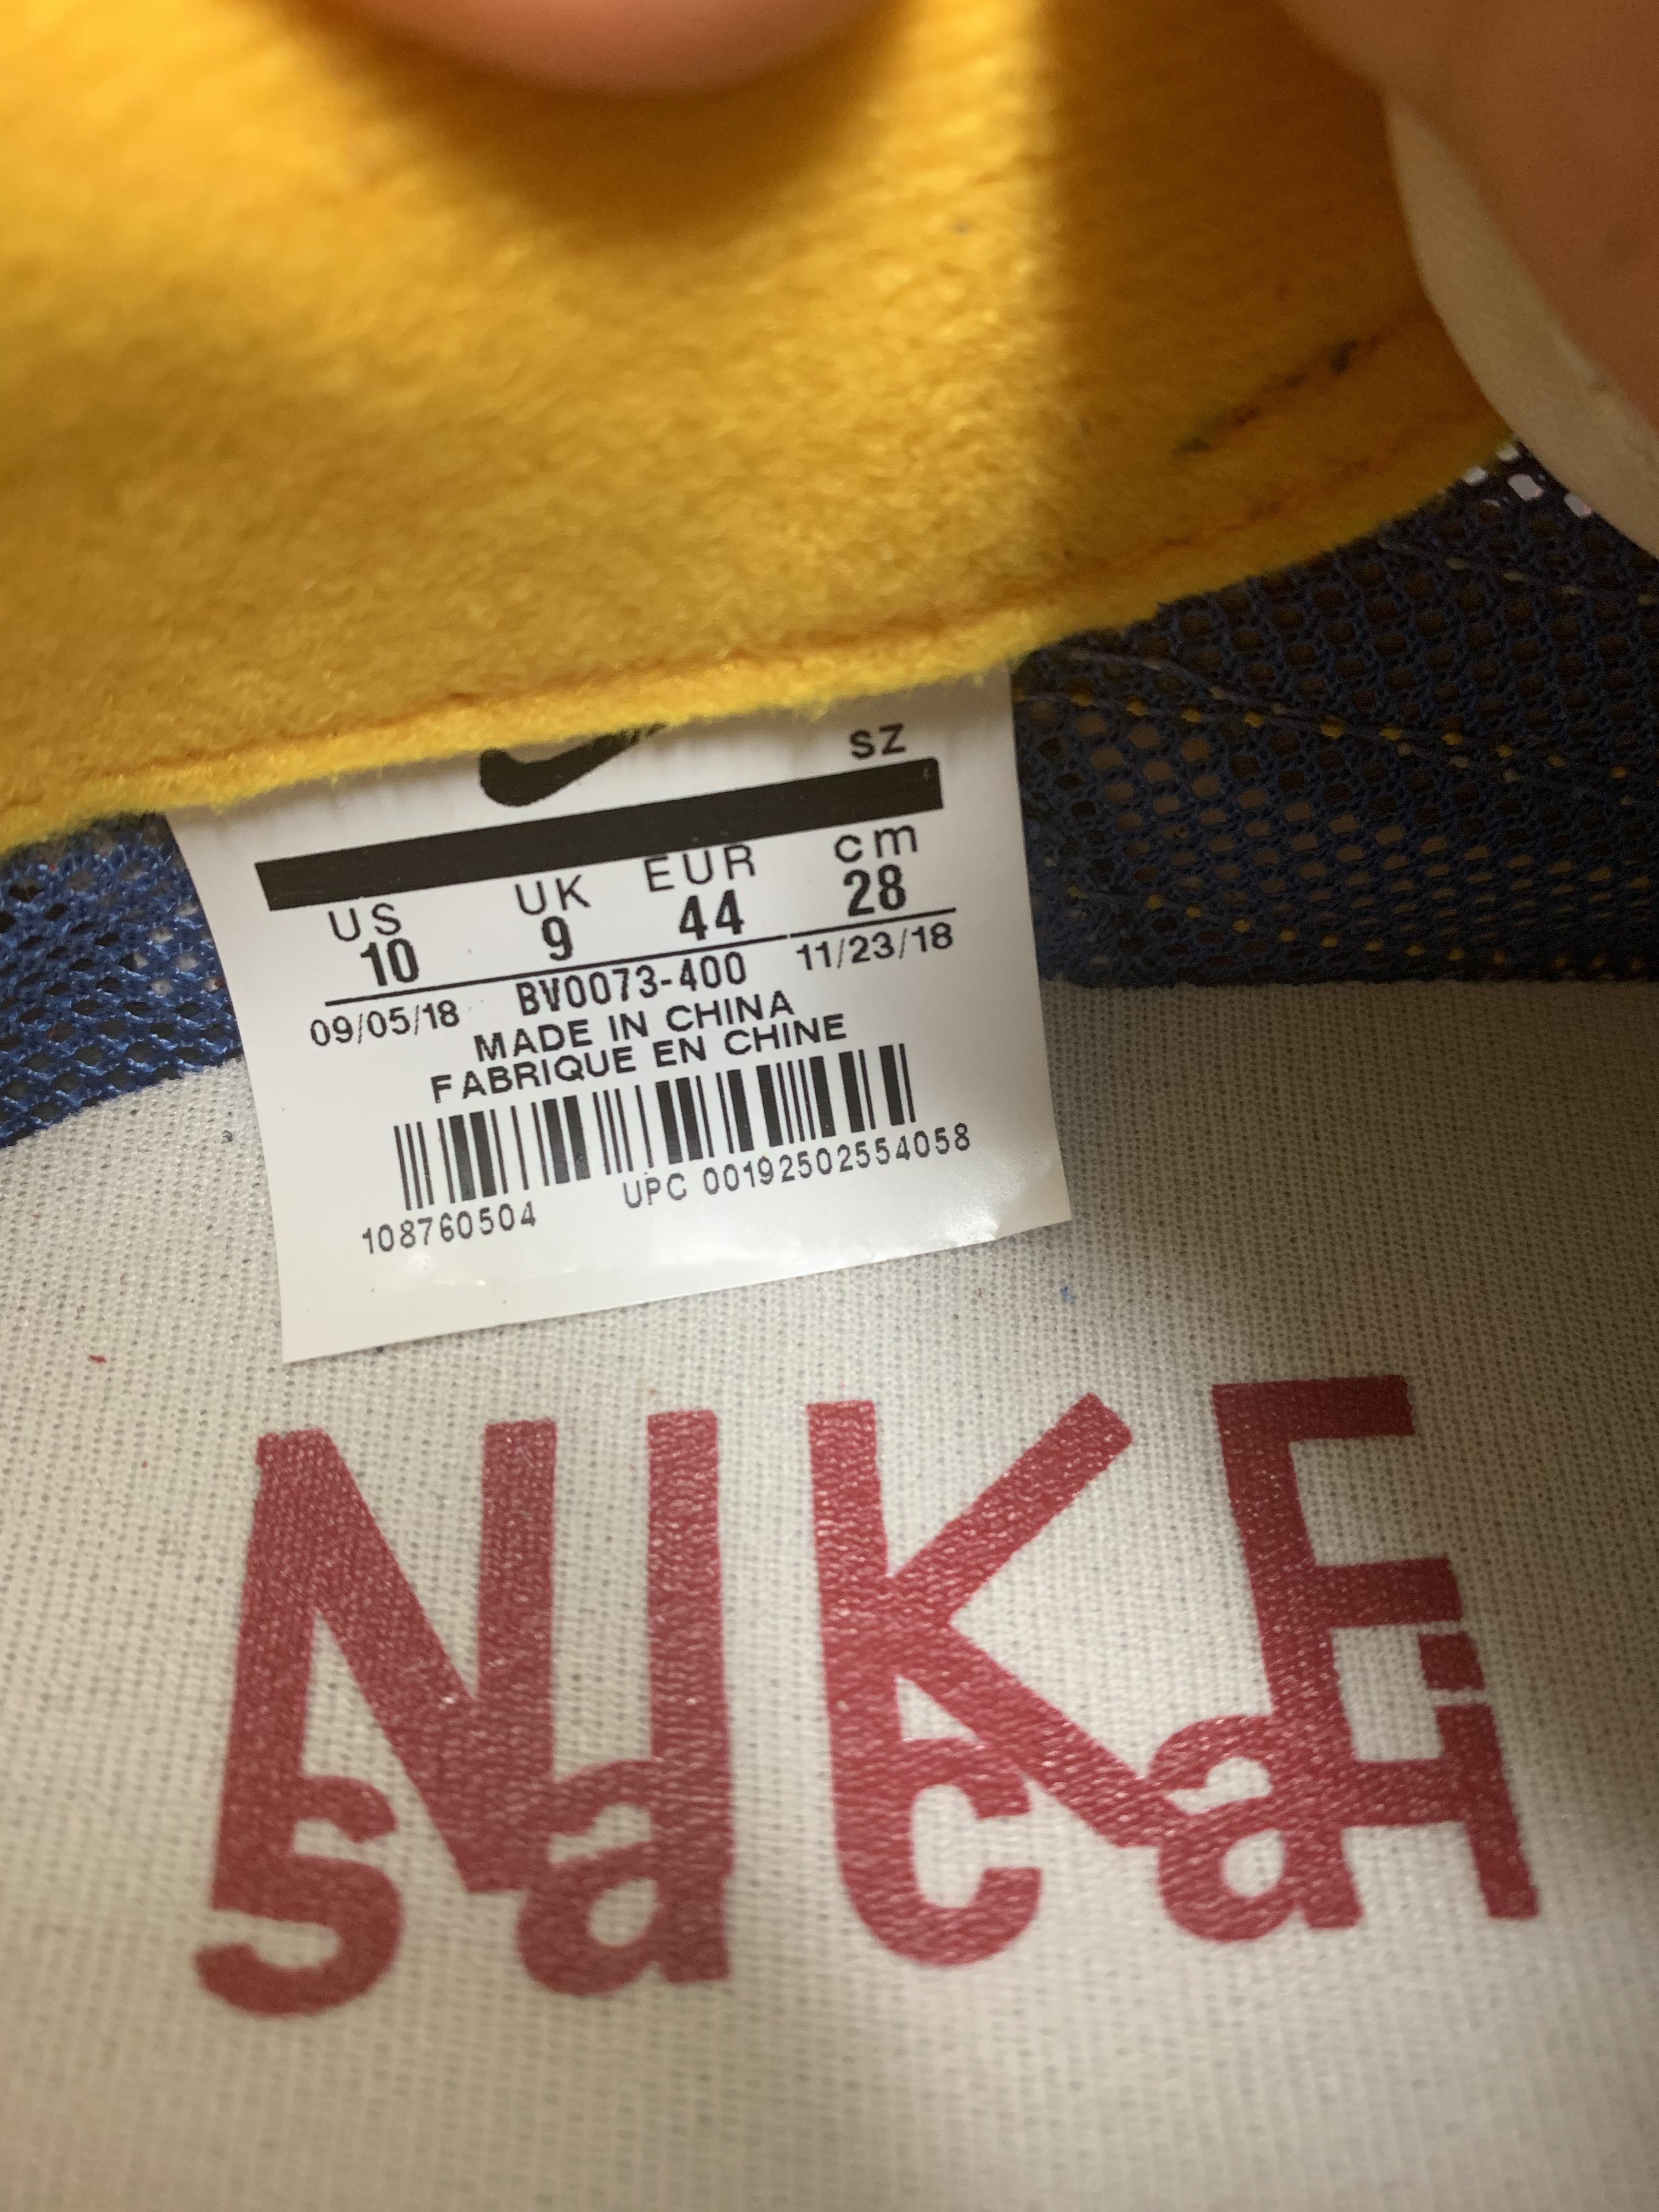 SZ
US UK EUR cm
10 9 44 28
09/05/18 BV0073-400 11/23/18
MADE IN CHINA
FABRIQUE EN CHINE
108760504 UPC 00192502554058
NIKE
sacai